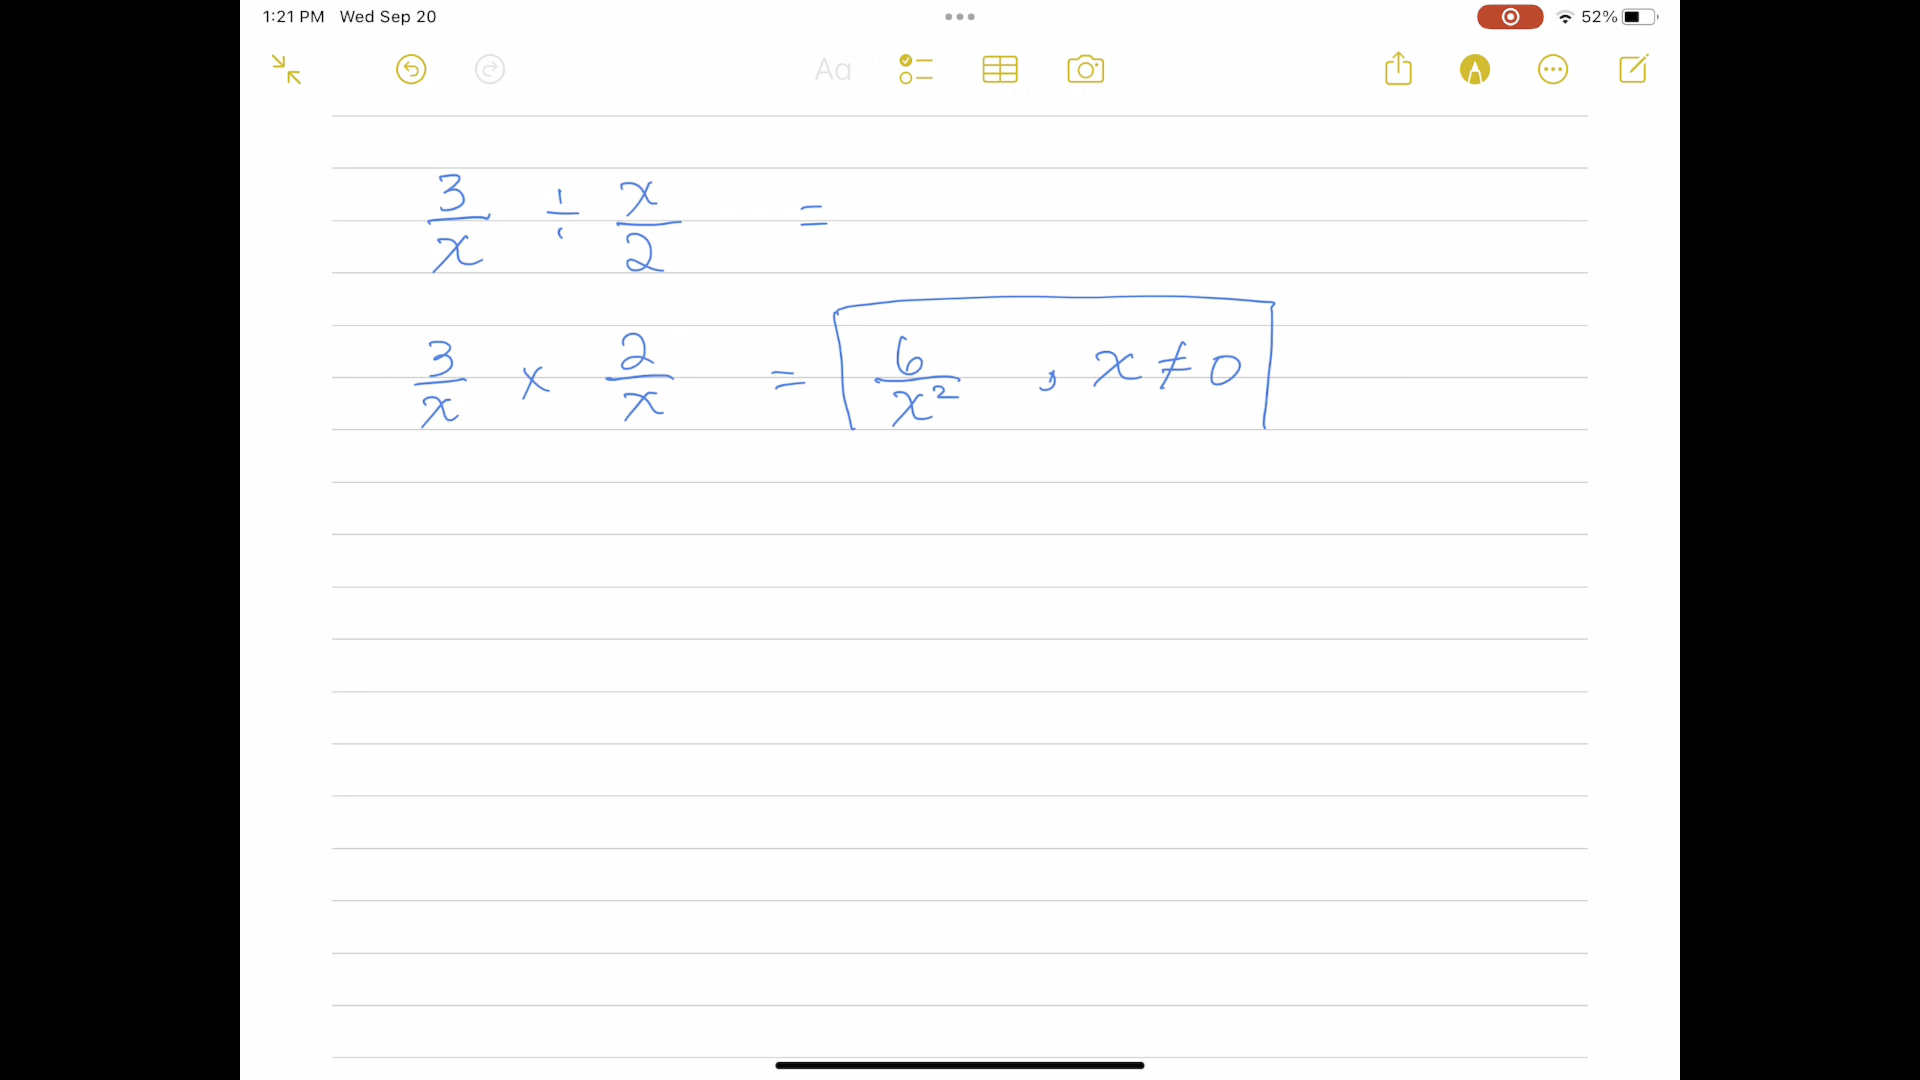 1:21 PM Wed Sep 20 52%
Aa
3/x ÷ x/2 =
3/x × 2/x = 6/x² , x ≠ 0